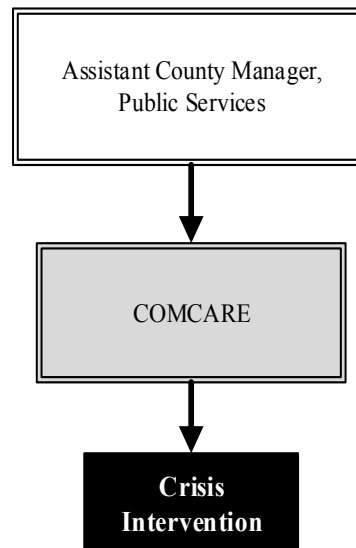 Assistant County Manager,
Public Services
COMCARE
Crisis
Intervention